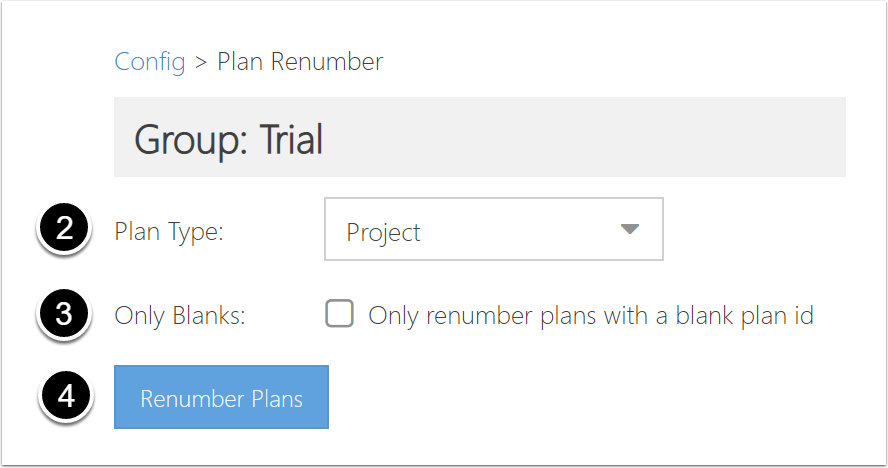 Config > Plan Renumber
Group: Trial
2 Plan Type: Project
3 Only Blanks: Only renumber plans with a blank plan id
4 Renumber Plans